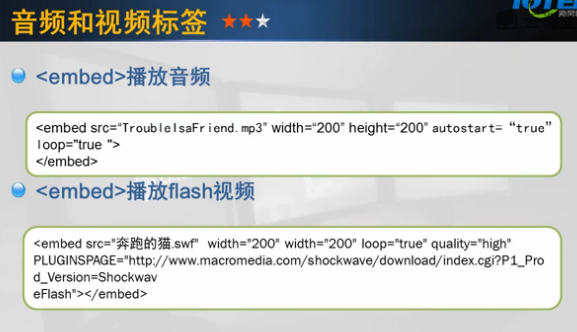 音频和视频标签
<embed>播放音频
<embed src=“TroubleIsaFriend.mp3” width=“200” height=“200” autostart=“true”
loop="true ">
</embed>
<embed>播放flash视频
<embed src="奔跑的猫.swf"  width="200" width="200" loop="true" quality="high"
PLUGINSPAGE="http://www.macromedia.com/shockwave/download/index.cgi?P1_Pro
d_Version=Shockwav
eFlash"></embed>